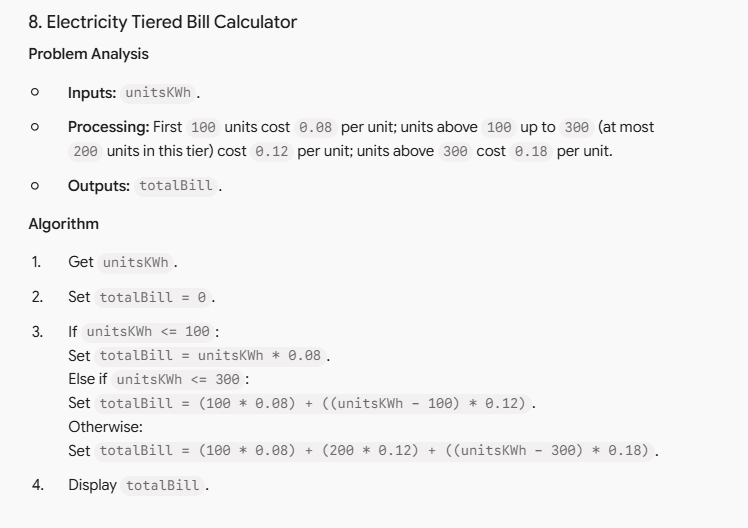 8. Electricity Tiered Bill Calculator
Problem Analysis
Inputs: unitsKWh .
Processing: First 100 units cost 0.08 per unit; units above 100 up to 300 (at most
200 units in this tier) cost 0.12 per unit; units above 300 cost 0.18 per unit.
Outputs: totalBill .
Algorithm
1. Get unitsKWh .
2. Set totalBill = 0 .
3. If unitsKWh <= 100 :
Set totalBill = unitsKWh * 0.08 .
Else if unitsKWh <= 300 :
Set totalBill = (100 * 0.08) + ((unitsKWh - 100) * 0.12) .
Otherwise:
Set totalBill = (100 * 0.08) + (200 * 0.12) + ((unitsKWh - 300) * 0.18) .
4. Display totalBill .